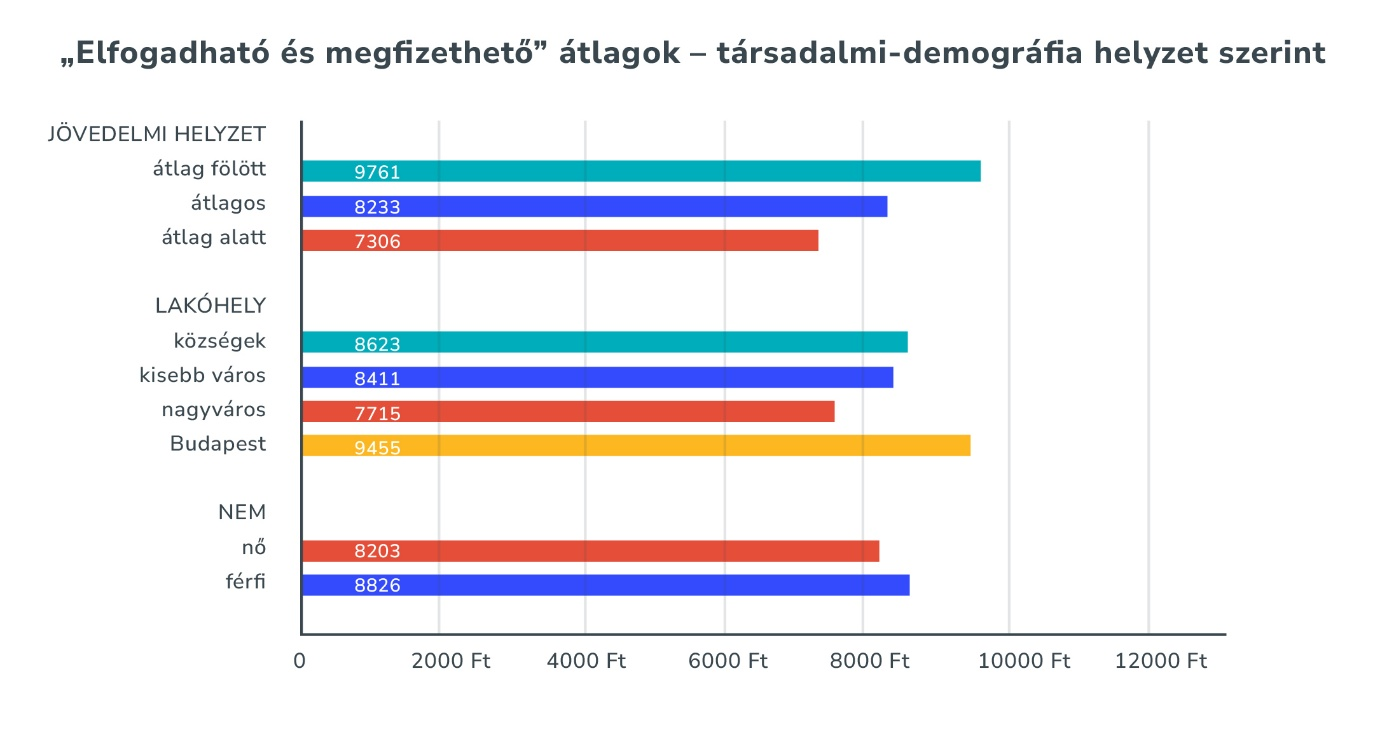 „Elfogadható és megfizethető” átlagok – társadalmi-demográfia helyzet szerint
JÖVEDELMI HELYZET
átlag fölött 9761
átlagos 8233
átlag alatt 7306
LAKÓHELY
községek 8623
kisebb város 8411
nagyváros 7715
Budapest 9455
NEM
nő 8203
férfi 8826
0 2000 Ft 4000 Ft 6000 Ft 8000 Ft 10000 Ft 12000 Ft